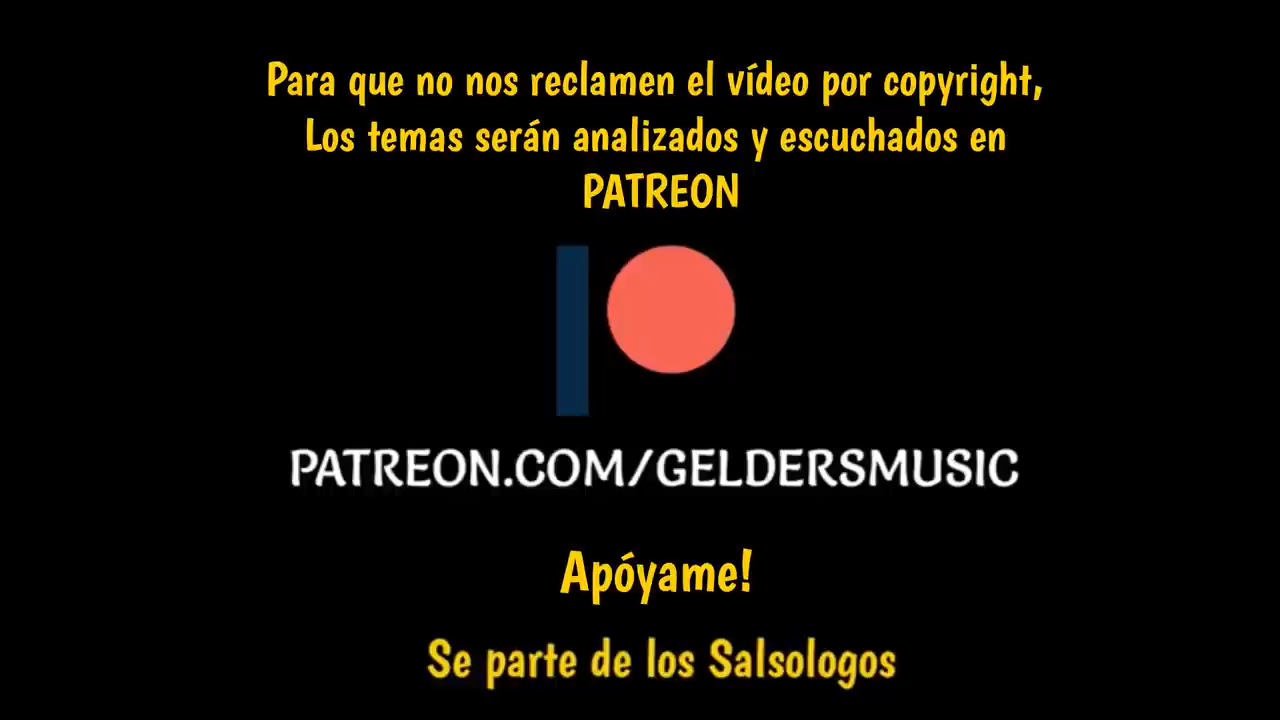 Para que no nos reclamen el vídeo por copyright,
Los temas serán analizados y escuchados en
PATREON
PATREON.COM/GELDERSMUSIC
Apóyame!
Se parte de los Salsologos